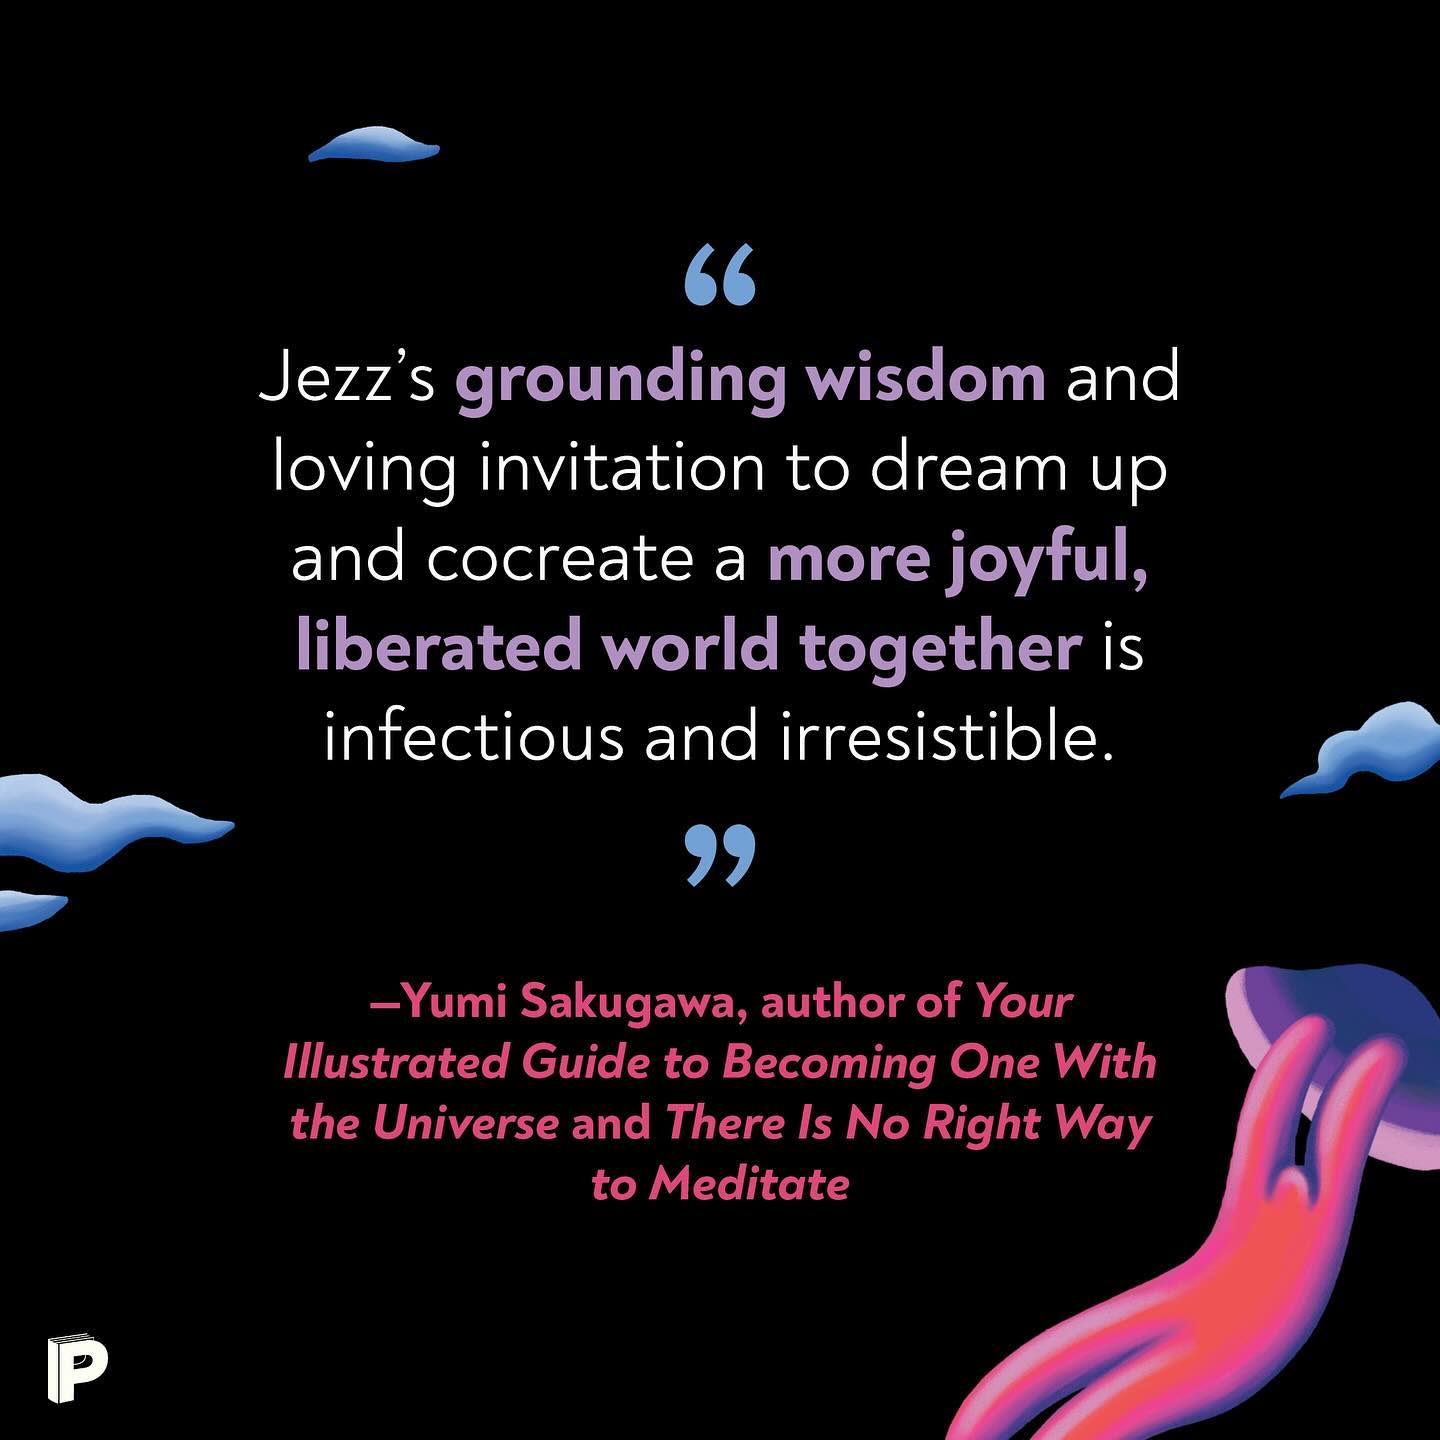 “
Jezz’s grounding wisdom and
loving invitation to dream up
and cocreate a more joyful,
liberated world together is
infectious and irresistible.
”
—Yumi Sakugawa, author of Your
Illustrated Guide to Becoming One With
the Universe and There Is No Right Way
to Meditate
P